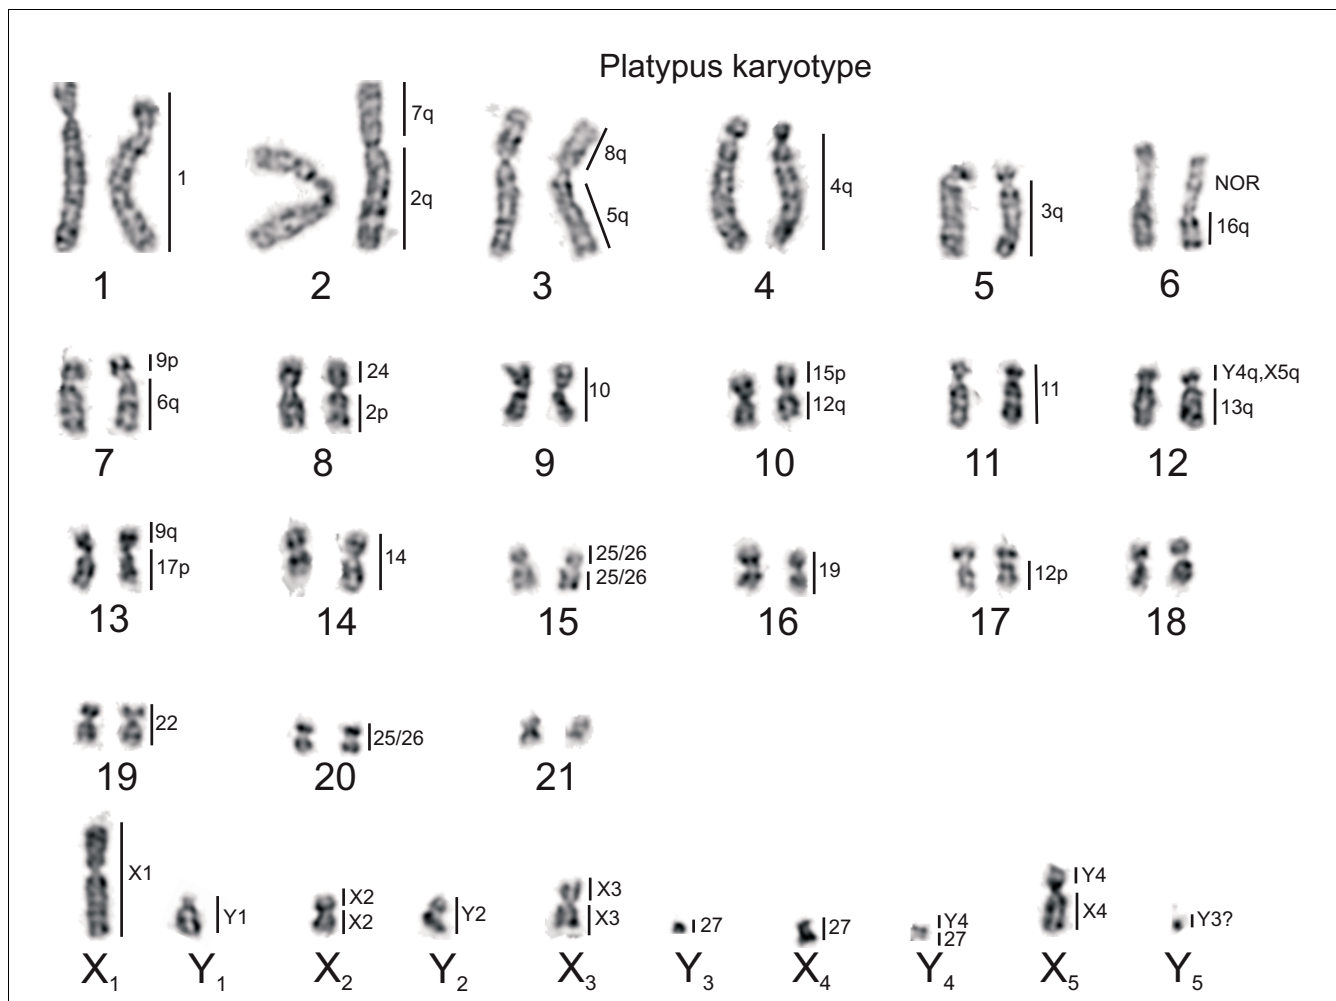 Platypus karyotype
1
7q
2q
8q
5q
4q
3q
NOR
16q
1 2 3 4 5 6
9p
6q
24
2p
10
15p
12q
11
Y4q,X5q
13q
7 8 9 10 11 12
9q
17p
14
25/26
25/26
19
12p
13 14 15 16 17 18
22
25/26
19 20 21
X1
Y1
X2
X2
Y2
X3
X3
27
27
Y4
27
Y4
X4
Y3?
X1 Y1 X2 Y2 X3 Y3 X4 Y4 X5 Y5